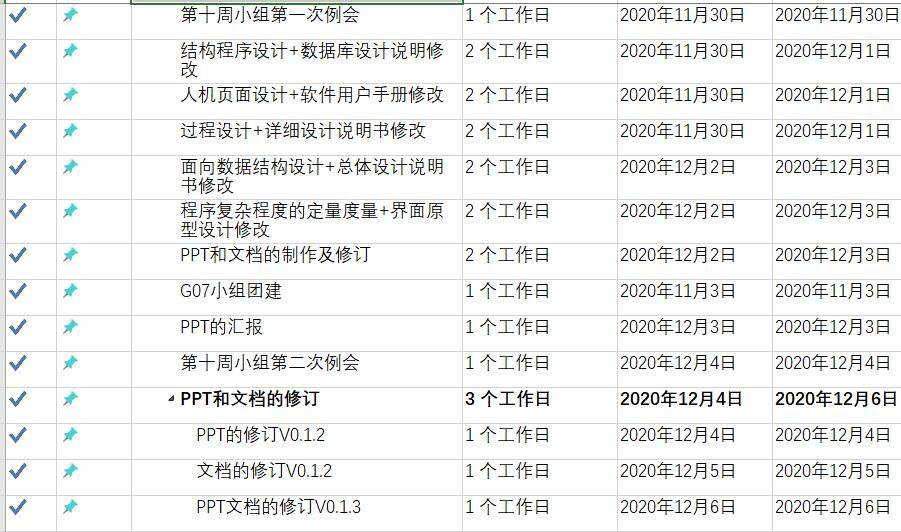 第十周小组第一次例会 1 个工作日 2020年11月30日 2020年11月30日
结构程序设计+数据库设计说明修 2 个工作日 2020年11月30日 2020年12月1日
改
人机页面设计+软件用户手册修改 2 个工作日 2020年11月30日 2020年12月1日
过程设计+详细设计说明书修改 2 个工作日 2020年11月30日 2020年12月1日
面向数据结构设计+总体设计说明 2 个工作日 2020年12月2日 2020年12月3日
书修改
程序复杂程度的定量度量+界面原 2 个工作日 2020年12月2日 2020年12月3日
型设计修改
PPT和文档的制作及修订 2 个工作日 2020年12月2日 2020年12月3日
G07小组团建 1 个工作日 2020年11月3日 2020年11月3日
PPT的汇报 1 个工作日 2020年12月3日 2020年12月3日
第十周小组第二次例会 1 个工作日 2020年12月4日 2020年12月4日
PPT和文档的修订 3 个工作日 2020年12月4日 2020年12月6日
PPT的修订V0.1.2 1 个工作日 2020年12月4日 2020年12月4日
文档的修订V0.1.2 1 个工作日 2020年12月5日 2020年12月5日
PPT文档的修订V0.1.3 1 个工作日 2020年12月6日 2020年12月6日